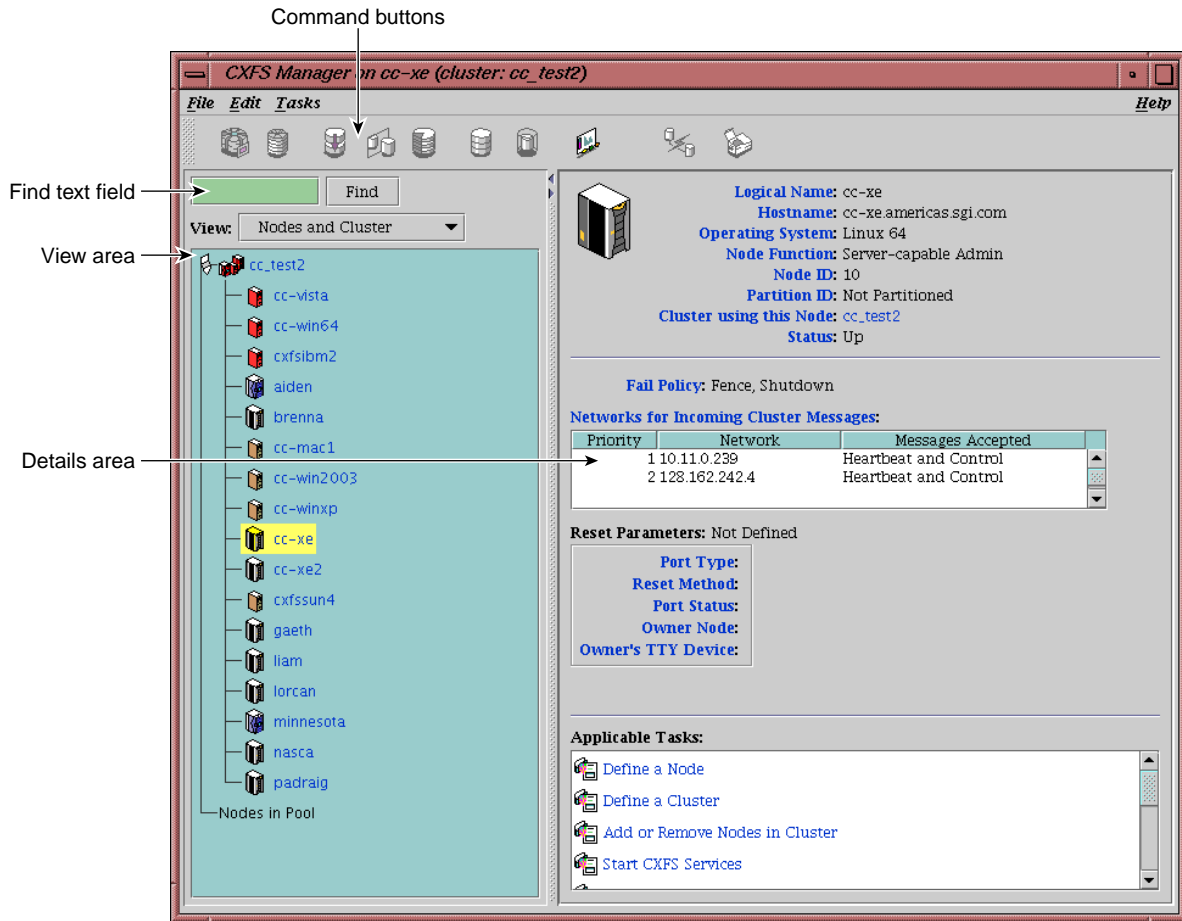 Command buttons
CXFS Manager on cc-xe (cluster: cc_test2)
File Edit Tasks Help
Find text field
Find
View: Nodes and Cluster
View area
cc_test2
cc-vista
cc-win64
cxfsibm2
aiden
brenna
cc-mac1
cc-win2003
cc-winxp
cc-xe
cc-xe2
cxfssun4
gaeth
liam
lorcan
minnesota
nasca
padraig
Nodes in Pool
Details area
Logical Name: cc-xe
Hostname: cc-xe.americas.sgi.com
Operating System: Linux 64
Node Function: Server-capable Admin
Node ID: 10
Partition ID: Not Partitioned
Cluster using this Node: cc_test2
Status: Up
Fail Policy: Fence, Shutdown
Networks for Incoming Cluster Messages:
Priority Network Messages Accepted
1 10.11.0.239 Heartbeat and Control
2 128.162.242.4 Heartbeat and Control
Reset Parameters: Not Defined
Port Type:
Reset Method:
Port Status:
Owner Node:
Owner's TTY Device:
Applicable Tasks:
Define a Node
Define a Cluster
Add or Remove Nodes in Cluster
Start CXFS Services